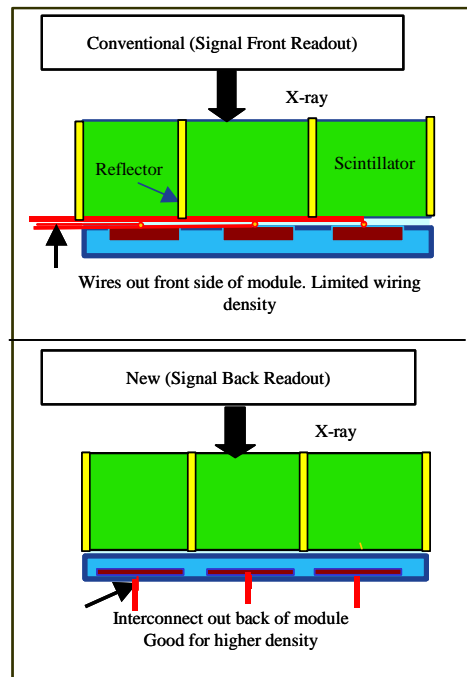 Conventional (Signal Front Readout)
X-ray
Reflector
Scintillator
Wires out front side of module. Limited wiring
density
New (Signal Back Readout)
X-ray
Interconnect out back of module
Good for higher density